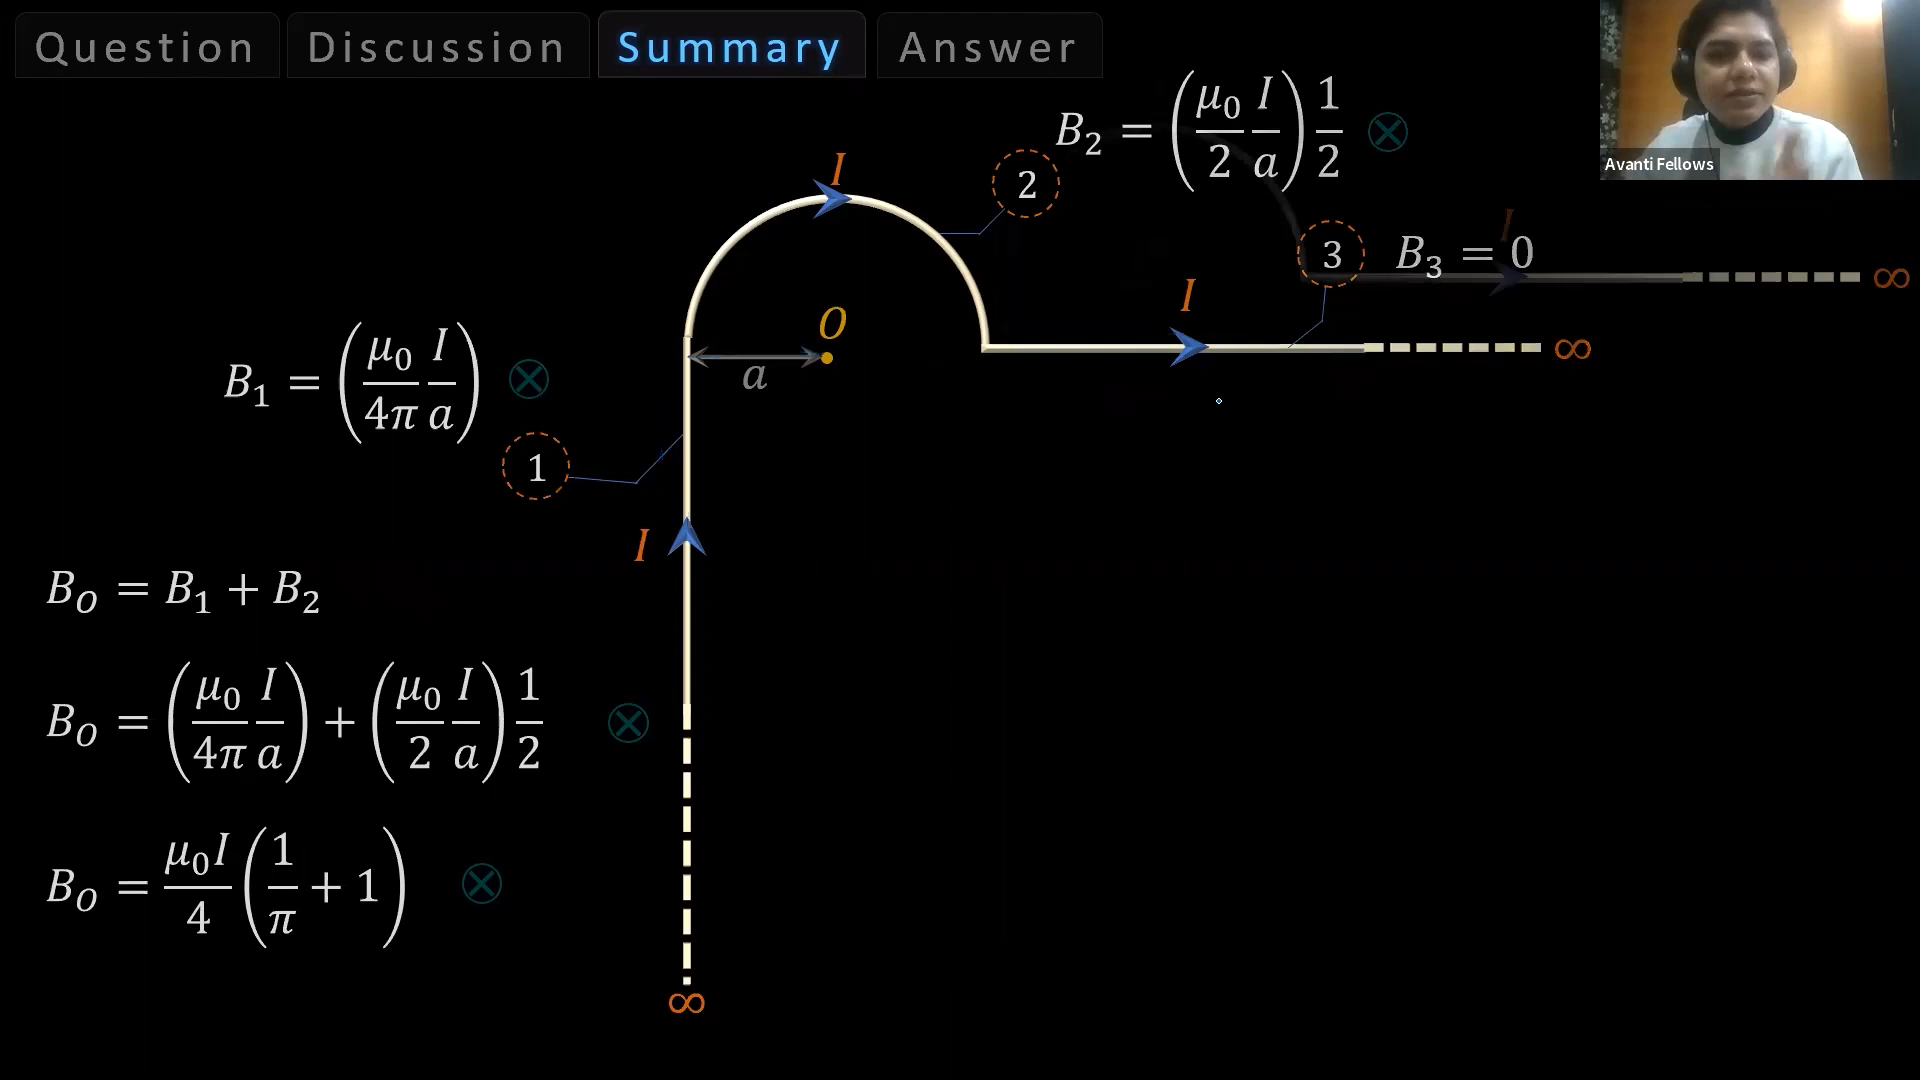 Question Discussion Summary Answer
B₂ = (μ₀/2 I/a) 1/2 ⊗
Avanti Fellows
I
2
3
B₃ = 0
I
∞
I
O
∞
a
B₁ = (μ₀/4π I/a) ⊗
1
I
B_O = B₁ + B₂
B_O = (μ₀/4π I/a) + (μ₀/2 I/a) 1/2 ⊗
B_O = μ₀I/4 (1/π + 1) ⊗
∞